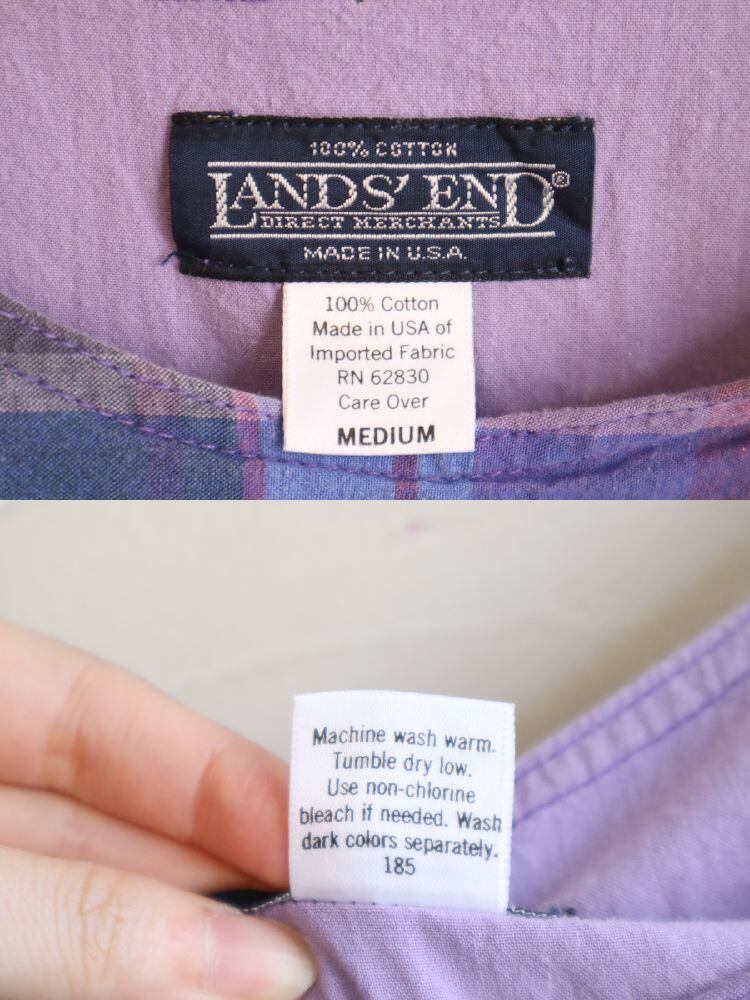 100% COTTON
LANDS' END®
DIRECT MERCHANTS
MADE IN U.S.A.
100% Cotton
Made in USA of
Imported Fabric
RN 62830
Care Over
MEDIUM
Machine wash warm.
Tumble dry low.
Use non-chlorine
bleach if needed. Wash
dark colors separately.
185